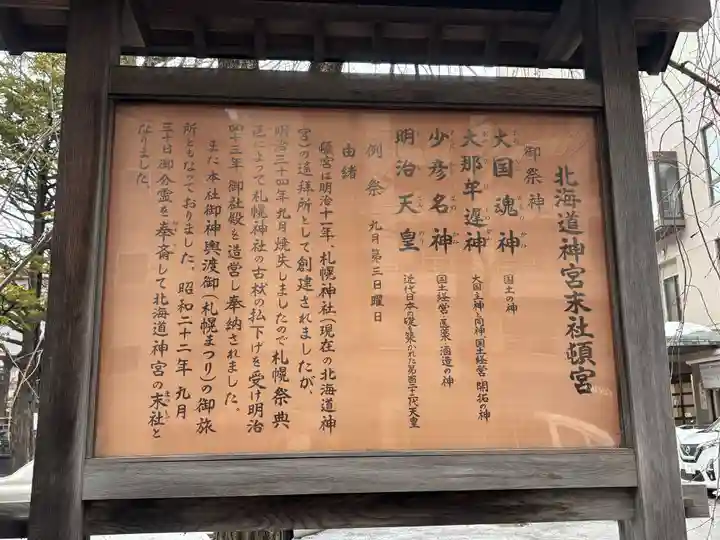 北海道神宮末社頓宮
御祭神
大国魂神 国土の神
大那牟遅神 大国主神と同神・国土経営・開拓の神
少彦名神 国土経営・医薬・酒造の神
明治天皇 近代日本の礎を築かれた第百二十二代天皇
例祭 九月第三日曜日
由緒
頓宮は明治十一年、札幌神社(現在の北海道神
宮)の遥拝所として創建されましたが、
明治三十四年九月焼失しましたので札幌祭典
区によって札幌神社の古材の払下げを受け明治
四十三年 御社殿を造営し奉納されました。
また本社御神輿渡御(札幌まつり)の御旅
所ともなっておりました。昭和二十二年 九月
三十日御分霊を奉斎して北海道神宮の末社と
なりました。